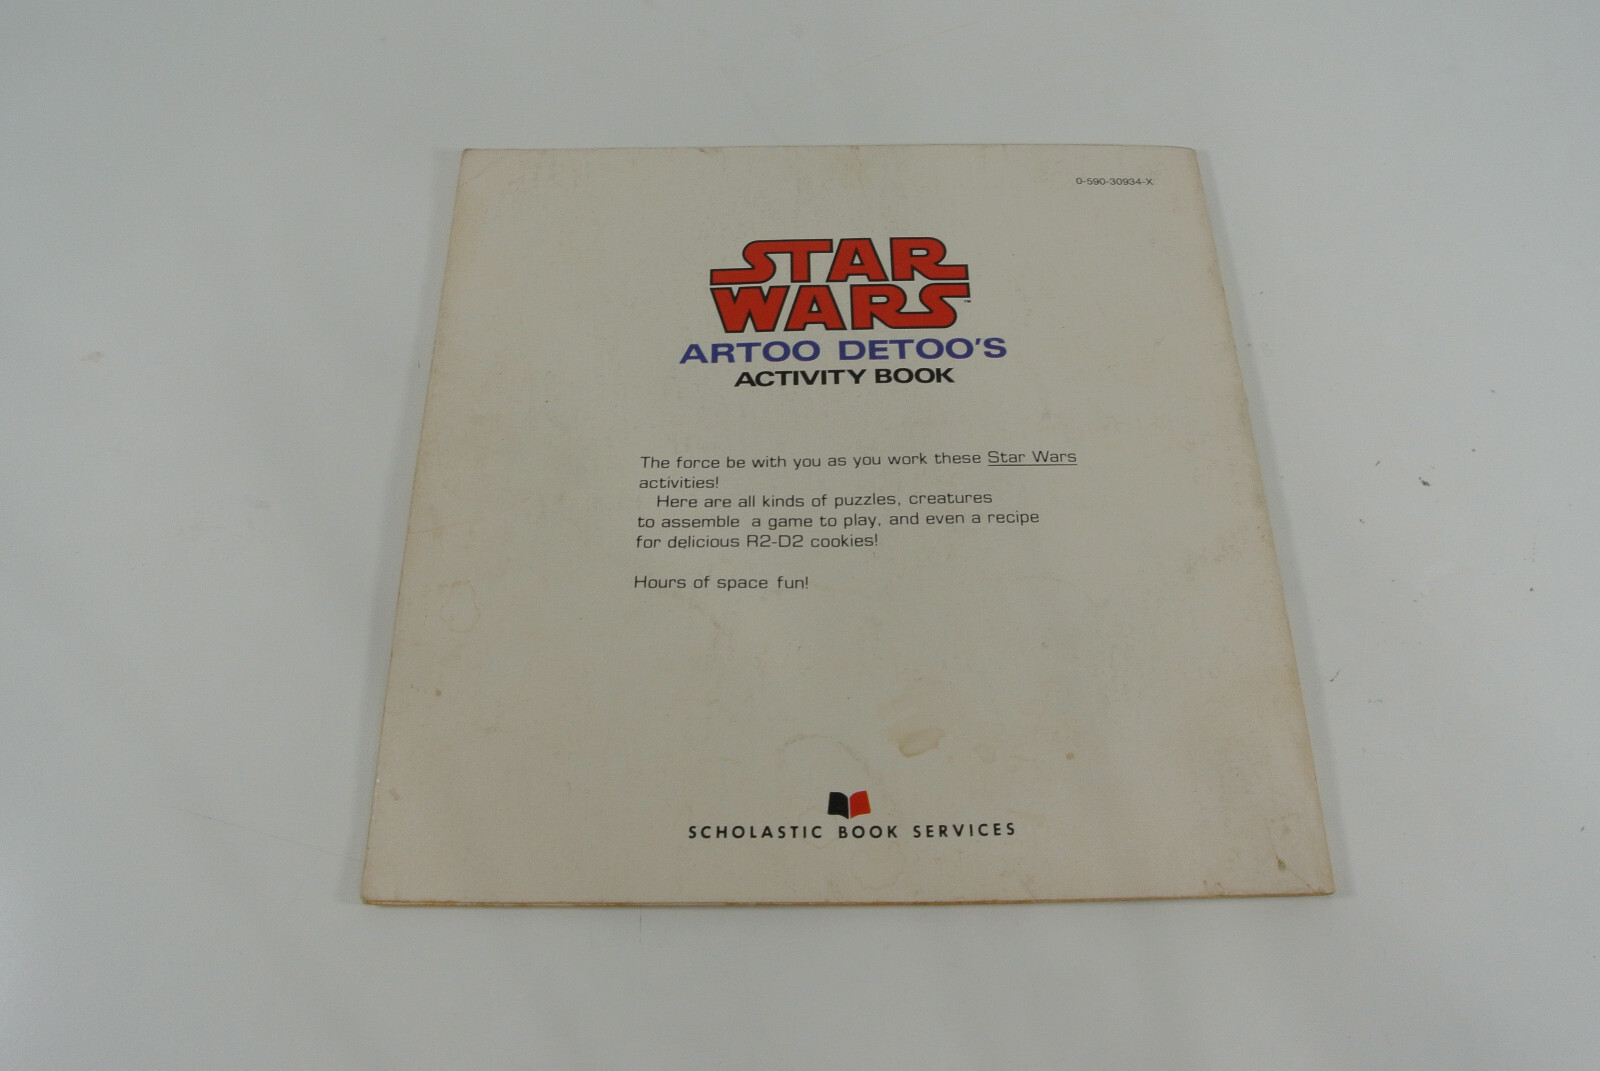 0-590-30934-X
STAR
WARS™
ARTOO DETOO'S
ACTIVITY BOOK
The force be with you as you work these Star Wars
activities!
Here are all kinds of puzzles, creatures
to assemble a game to play, and even a recipe
for delicious R2-D2 cookies!
Hours of space fun!
SCHOLASTIC BOOK SERVICES